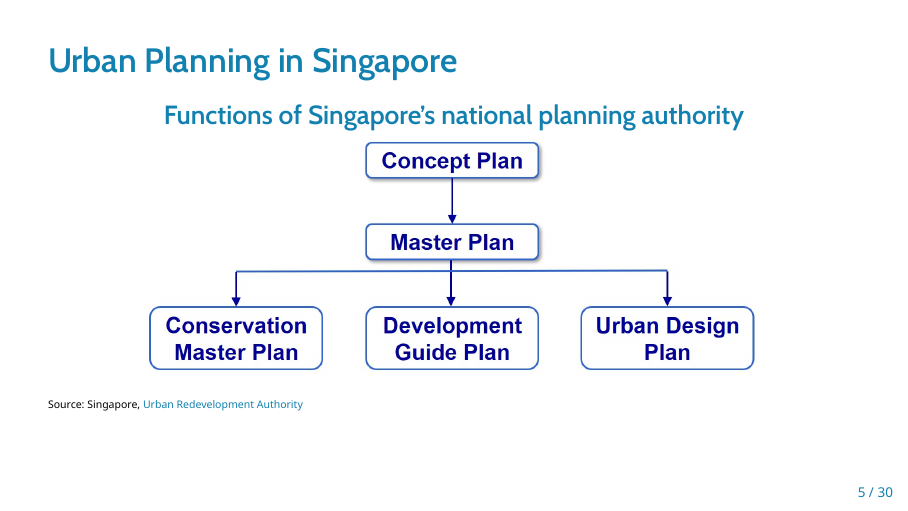 Urban Planning in Singapore
Functions of Singapore's national planning authority
Concept Plan
Master Plan
Conservation
Master Plan
Development
Guide Plan
Urban Design
Plan
Source: Singapore, Urban Redevelopment Authority
5 / 30